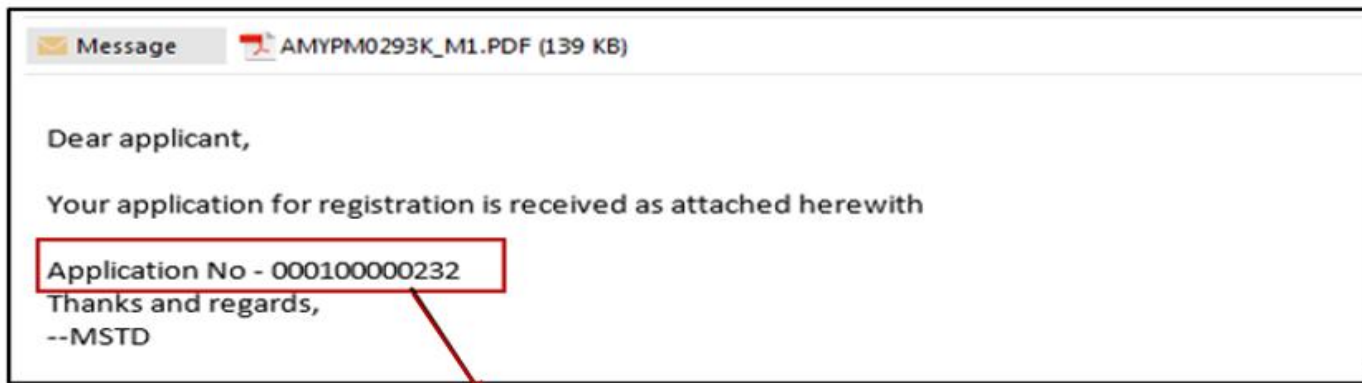 Message AMYPM0293K_M1.PDF (139 KB)
Dear applicant,
Your application for registration is received as attached herewith
Application No - 000100000232
Thanks and regards,
--MSTD